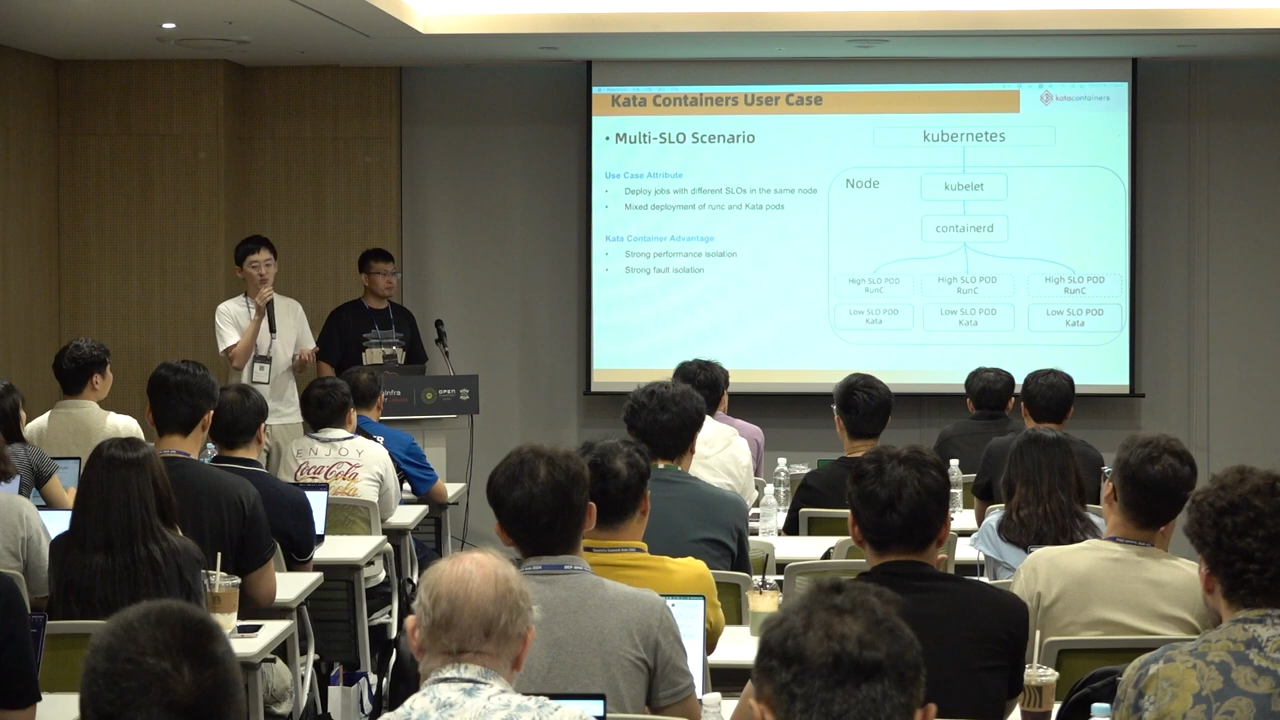 Kata Containers User Case
katacontainers
• Multi-SLO Scenario
Use Case Attribute
• Deploy jobs with different SLOs in the same node
• Mixed deployment of runc and Kata pods
Kata Container Advantage
• Strong performance isolation
• Strong fault isolation
kubernetes
Node
kubelet
containerd
High SLO POD
RunC
High SLO POD
RunC
High SLO POD
RunC
Low SLO POD
Kata
Low SLO POD
Kata
Low SLO POD
Kata
OPEN
ENJOY
Coca-Cola